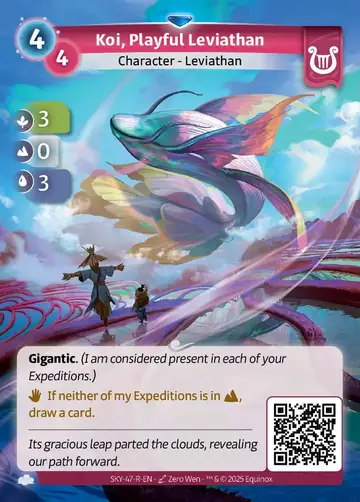 4
4
Koi, Playful Leviathan
Character - Leviathan
3
0
3
Gigantic. (I am considered present in each of your
Expeditions.)
If neither of my Expeditions is in ,
draw a card.
Its gracious leap parted the clouds, revealing
our path forward.
SKY-47-R-EN - Zero Wen - ™ & © 2025 Equinox